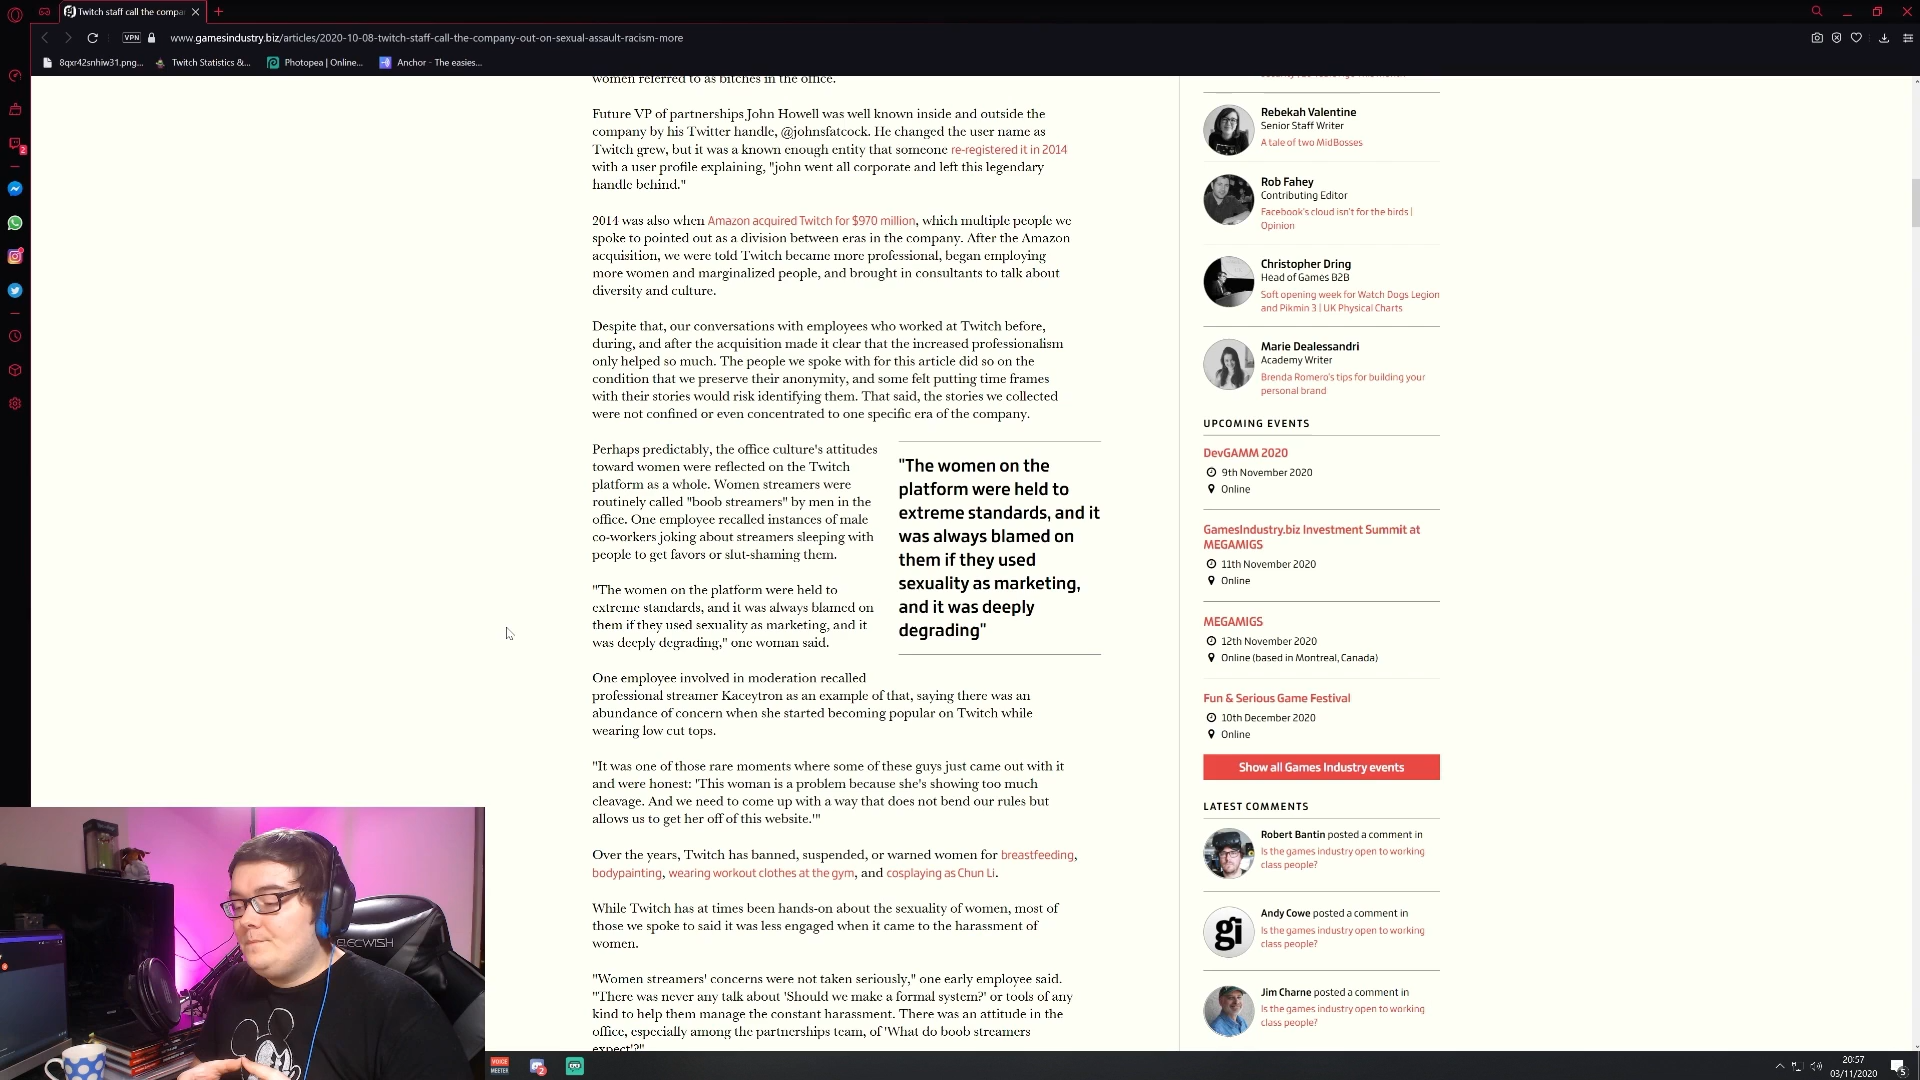 Twitch staff call the compa
VPN
www.gamesindustry.biz/articles/2020-10-08-twitch-staff-call-the-company-out-on-sexual-assault-racism-more
8qxr42snhiw31.png...
Twitch Statistics &...
Photopea | Online...
Anchor - The easies...
women referred to as bitches in the office.
Future VP of partnerships John Howell was well known inside and outside the
company by his Twitter handle, @johnsfatcock. He changed the user name as
Twitch grew, but it was a known enough entity that someone re-registered it in 2014
with a user profile explaining, "john went all corporate and left this legendary
handle behind."
2014 was also when Amazon acquired Twitch for $970 million, which multiple people we
spoke to pointed out as a division between eras in the company. After the Amazon
acquisition, we were told Twitch became more professional, began employing
more women and marginalized people, and brought in consultants to talk about
diversity and culture.
Despite that, our conversations with employees who worked at Twitch before,
during, and after the acquisition made it clear that the increased professionalism
only helped so much. The people we spoke with for this article did so on the
condition that we preserve their anonymity, and some felt putting time frames
with their stories would risk identifying them. That said, the stories we collected
were not confined or even concentrated to one specific era of the company.
Perhaps predictably, the office culture's attitudes
toward women were reflected on the Twitch
platform as a whole. Women streamers were
routinely called "boob streamers" by men in the
office. One employee recalled instances of male
co-workers joking about streamers sleeping with
people to get favors or slut-shaming them.
"The women on the platform were held to
extreme standards, and it was always blamed on
them if they used sexuality as marketing, and it
was deeply degrading," one woman said.
"The women on the
platform were held to
extreme standards, and it
was always blamed on
them if they used
sexuality as marketing,
and it was deeply
degrading"
One employee involved in moderation recalled
professional streamer Kaceytron as an example of that, saying there was an
abundance of concern when she started becoming popular on Twitch while
wearing low cut tops.
"It was one of those rare moments where some of these guys just came out with it
and were honest: 'This woman is a problem because she's showing too much
cleavage. And we need to come up with a way that does not bend our rules but
allows us to get her off of this website.'"
Over the years, Twitch has banned, suspended, or warned women for breastfeeding,
bodypainting, wearing workout clothes at the gym, and cosplaying as Chun Li.
While Twitch has at times been hands-on about the sexuality of women, most of
those we spoke to said it was less engaged when it came to the harassment of
women.
"Women streamers' concerns were not taken seriously," one early employee said.
"There was never any talk about 'Should we make a formal system?' or tools of any
kind to help them manage the constant harassment. There was an attitude in the
office, especially among the partnerships team, of 'What do boob streamers
expect'?"
Rebekah Valentine
Senior Staff Writer
A tale of two MidBosses
Rob Fahey
Contributing Editor
Facebook's cloud isn't for the birds |
Opinion
Christopher Dring
Head of Games B2B
Soft opening week for Watch Dogs Legion
and Pikmin 3 | UK Physical Charts
Marie Dealessandri
Academy Writer
Brenda Romero's tips for building your
personal brand
UPCOMING EVENTS
DevGAMM 2020
9th November 2020
Online
GamesIndustry.biz Investment Summit at
MEGAMIGS
11th November 2020
Online
MEGAMIGS
12th November 2020
Online (based in Montreal, Canada)
Fun & Serious Game Festival
10th December 2020
Online
Show all Games Industry events
LATEST COMMENTS
Robert Bantin posted a comment in
Is the games industry open to working
class people?
gi
Andy Cowe posted a comment in
Is the games industry open to working
class people?
Jim Charne posted a comment in
Is the games industry open to working
class people?
ELECWISH
VOICE
MEETER
20:57
03/11/2020